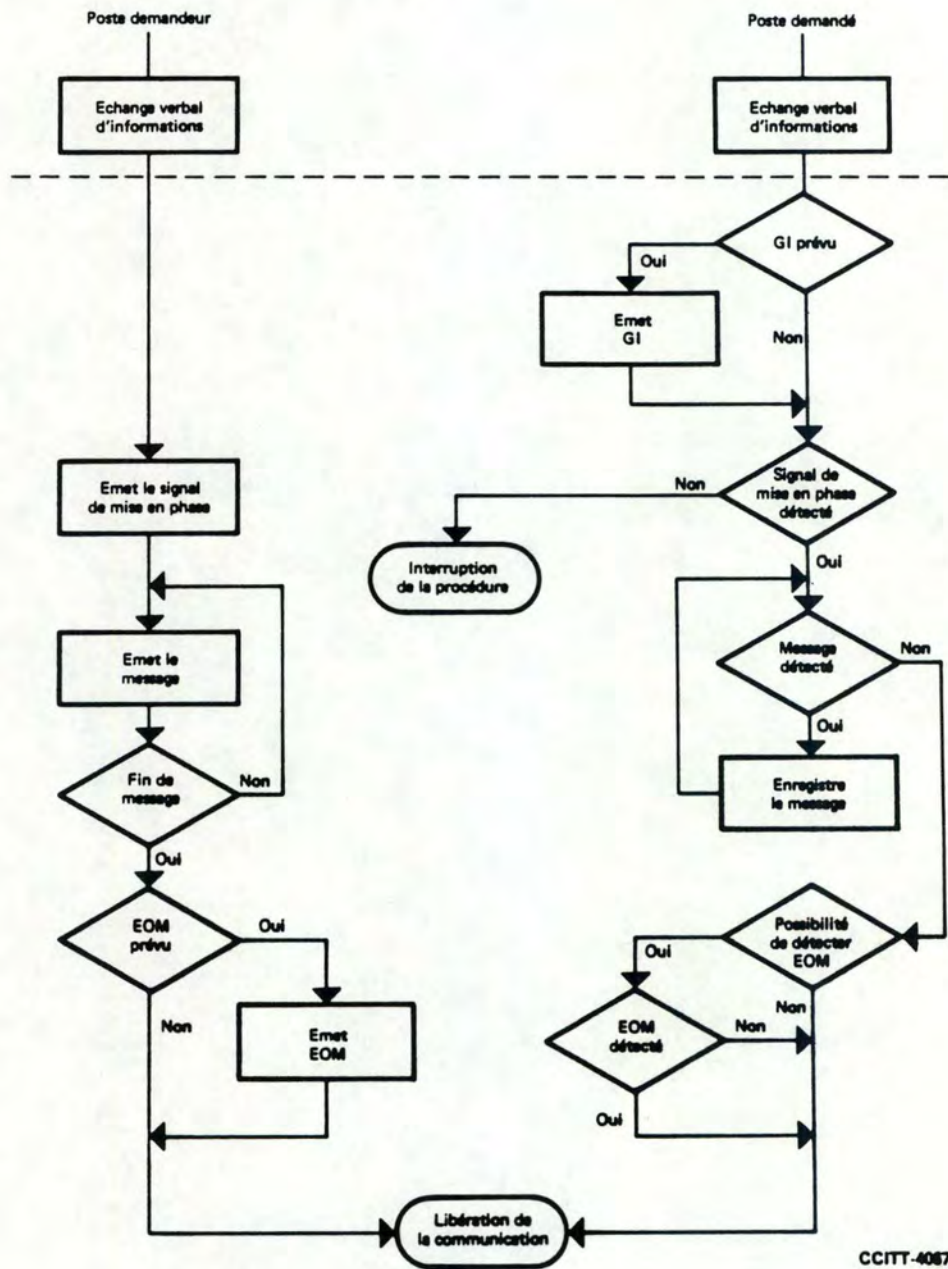 Poste demandeur
Poste demandé
Echange verbal
d'informations
Echange verbal
d'informations
GI prévu
Oui
Emet
GI
Non
Emet le signal
de mise en phase
Signal de
mise en phase
détecté
Non
Interruption
de la procédure
Oui
Emet le
message
Message
détecté
Non
Oui
Fin de
message
Non
Enregistre
le message
Oui
EOM
prévu
Oui
Possibilité
de détecter
EOM
Oui
Non
Non
Emet
EOM
EOM
détecté
Non
Oui
Libération de
la communication
CCITT-4087